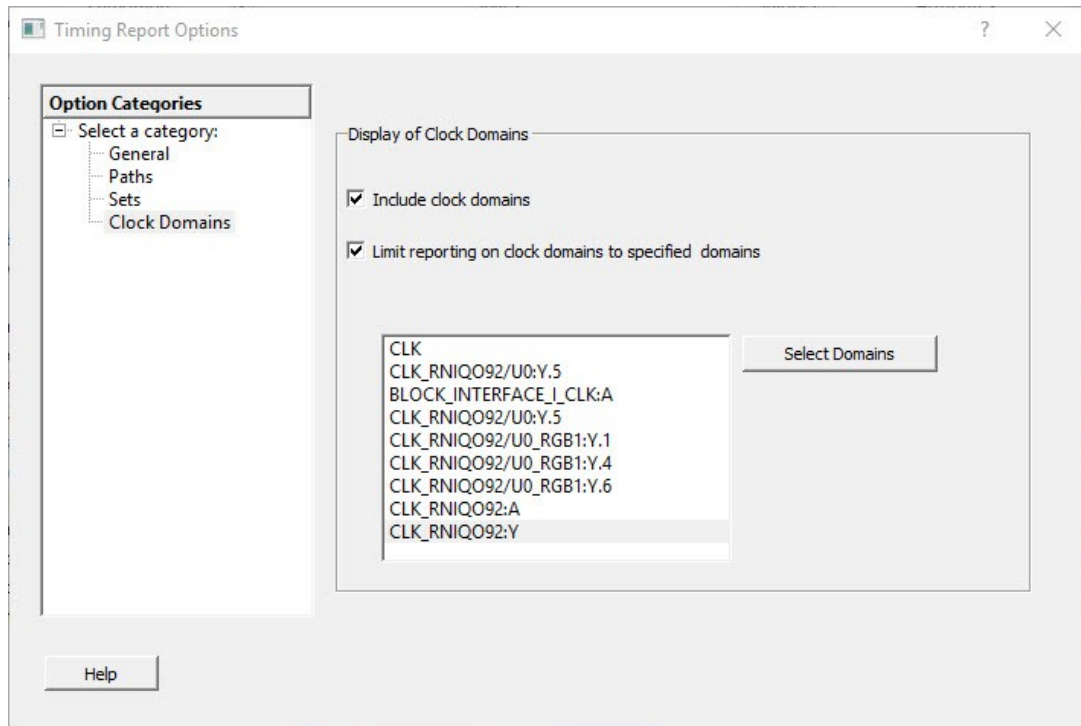 Timing Report Options
?
Option Categories
Select a category:
General
Paths
Sets
Clock Domains
Display of Clock Domains
Include clock domains
Limit reporting on clock domains to specified domains
CLK
CLK_RNIQO92/U0:Y.5
BLOCK_INTERFACE_I_CLK:A
CLK_RNIQO92/U0:Y.5
CLK_RNIQO92/U0_RGB1:Y.1
CLK_RNIQO92/U0_RGB1:Y.4
CLK_RNIQO92/U0_RGB1:Y.6
CLK_RNIQO92:A
CLK_RNIQO92:Y
Select Domains
Help